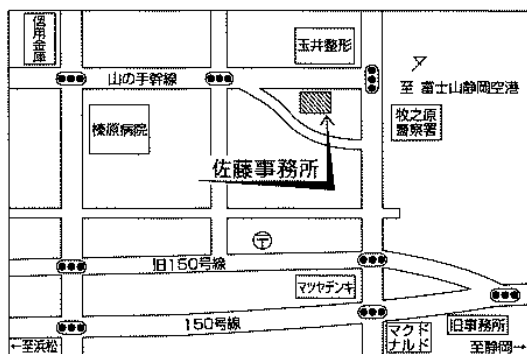 信用金庫
玉井整形
山の手幹線
至 富士山静岡空港
榛原病院
牧之原
警察署
佐藤事務所
〒
旧150号線
マツヤデンキ
150号線
マクド
ナルド
旧事務所
←至浜松
至静岡→